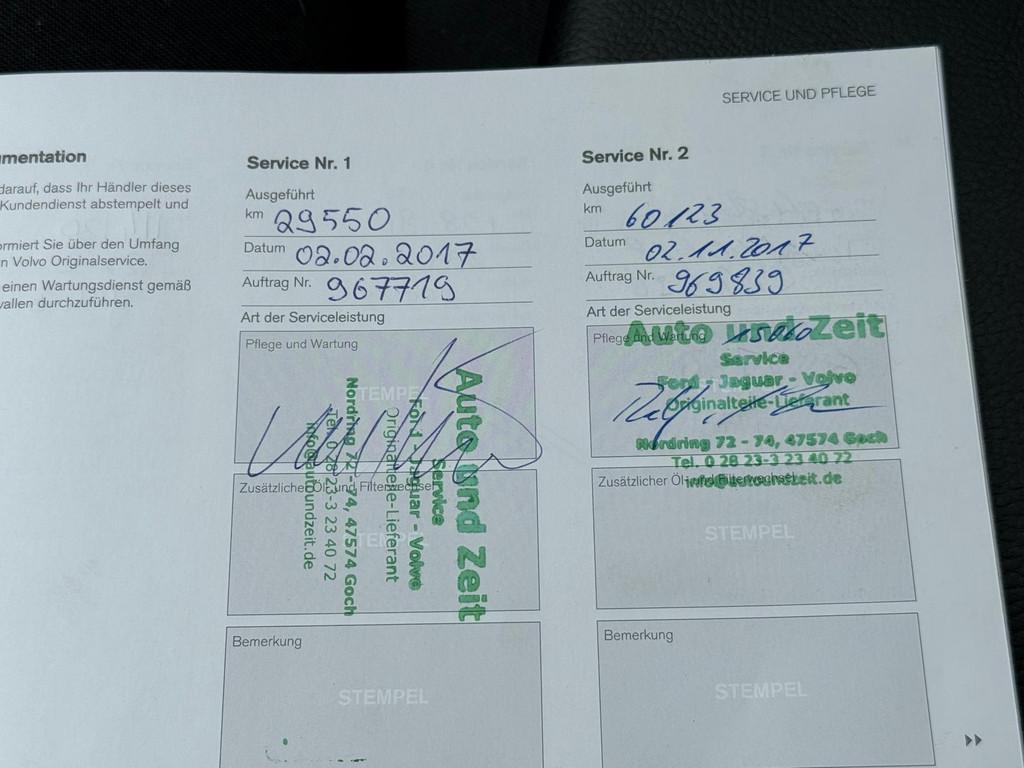 SERVICE UND PFLEGE
mentation
darauf, dass Ihr Händler dieses
Kundendienst abstempelt und
ormiert Sie über den Umfang
n Volvo Originalservice.
einen Wartungsdienst gemäß
vallen durchzuführen.
Service Nr. 1
Ausgeführt
km 29550
Datum 02.02.2017
Auftrag Nr. 967719
Art der Serviceleistung
Pflege und Wartung
STEMPEL
Auto und Zeit
Service
Ford - Jaguar - Volvo
Originalteile-Lieferant
Nordring 72 - 74, 47574 Goch
Tel. 0 28 23-3 23 40 72
info@autoundzeit.de
Zusätzlicher Öl- und Filterwechsel
STEMPEL
Bemerkung
STEMPEL
Service Nr. 2
Ausgeführt
km 60123
Datum 02.11.2017
Auftrag Nr. 969839
Art der Serviceleistung
Pflege und Wartung
Auto und Zeit
Service
Ford - Jaguar - Volvo
Originalteile-Lieferant
Nordring 72 - 74, 47574 Goch
Tel. 0 28 23-3 23 40 72
info@autoundzeit.de
Zusätzlicher Öl- und Filterwechsel
STEMPEL
Bemerkung
STEMPEL